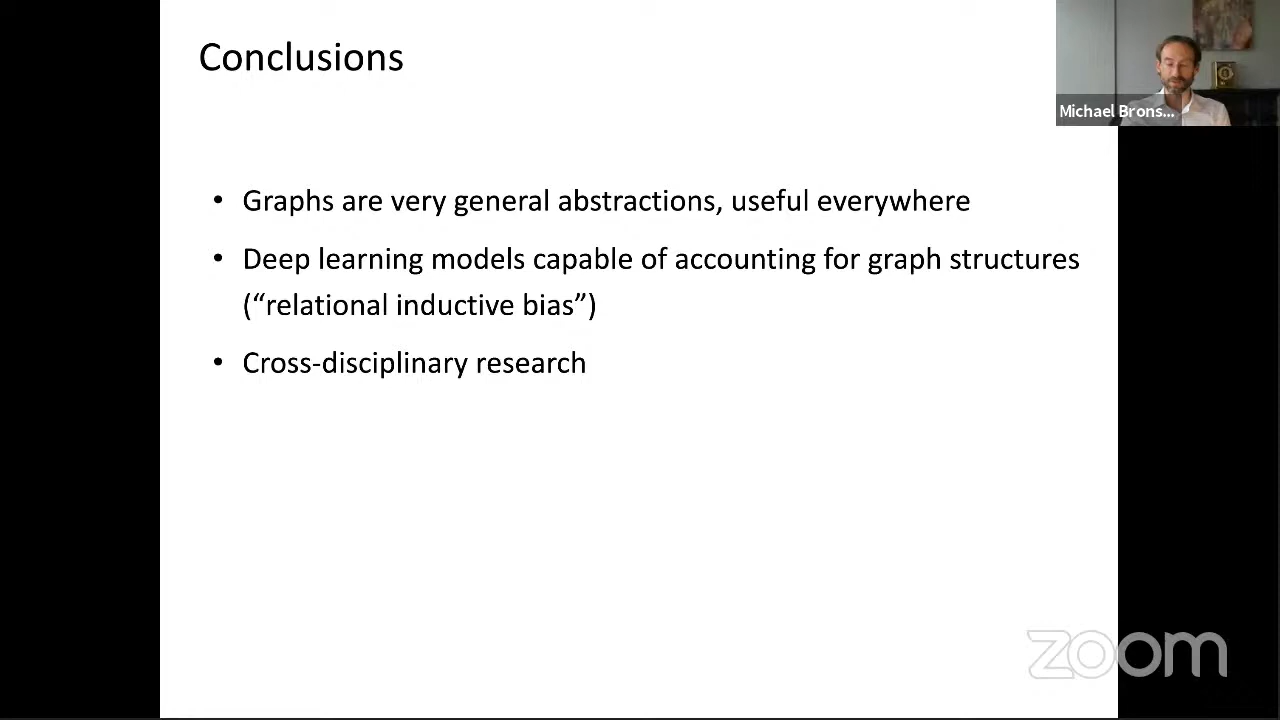 Conclusions
Michael Brons...
• Graphs are very general abstractions, useful everywhere
• Deep learning models capable of accounting for graph structures
(“relational inductive bias”)
• Cross-disciplinary research
zoom